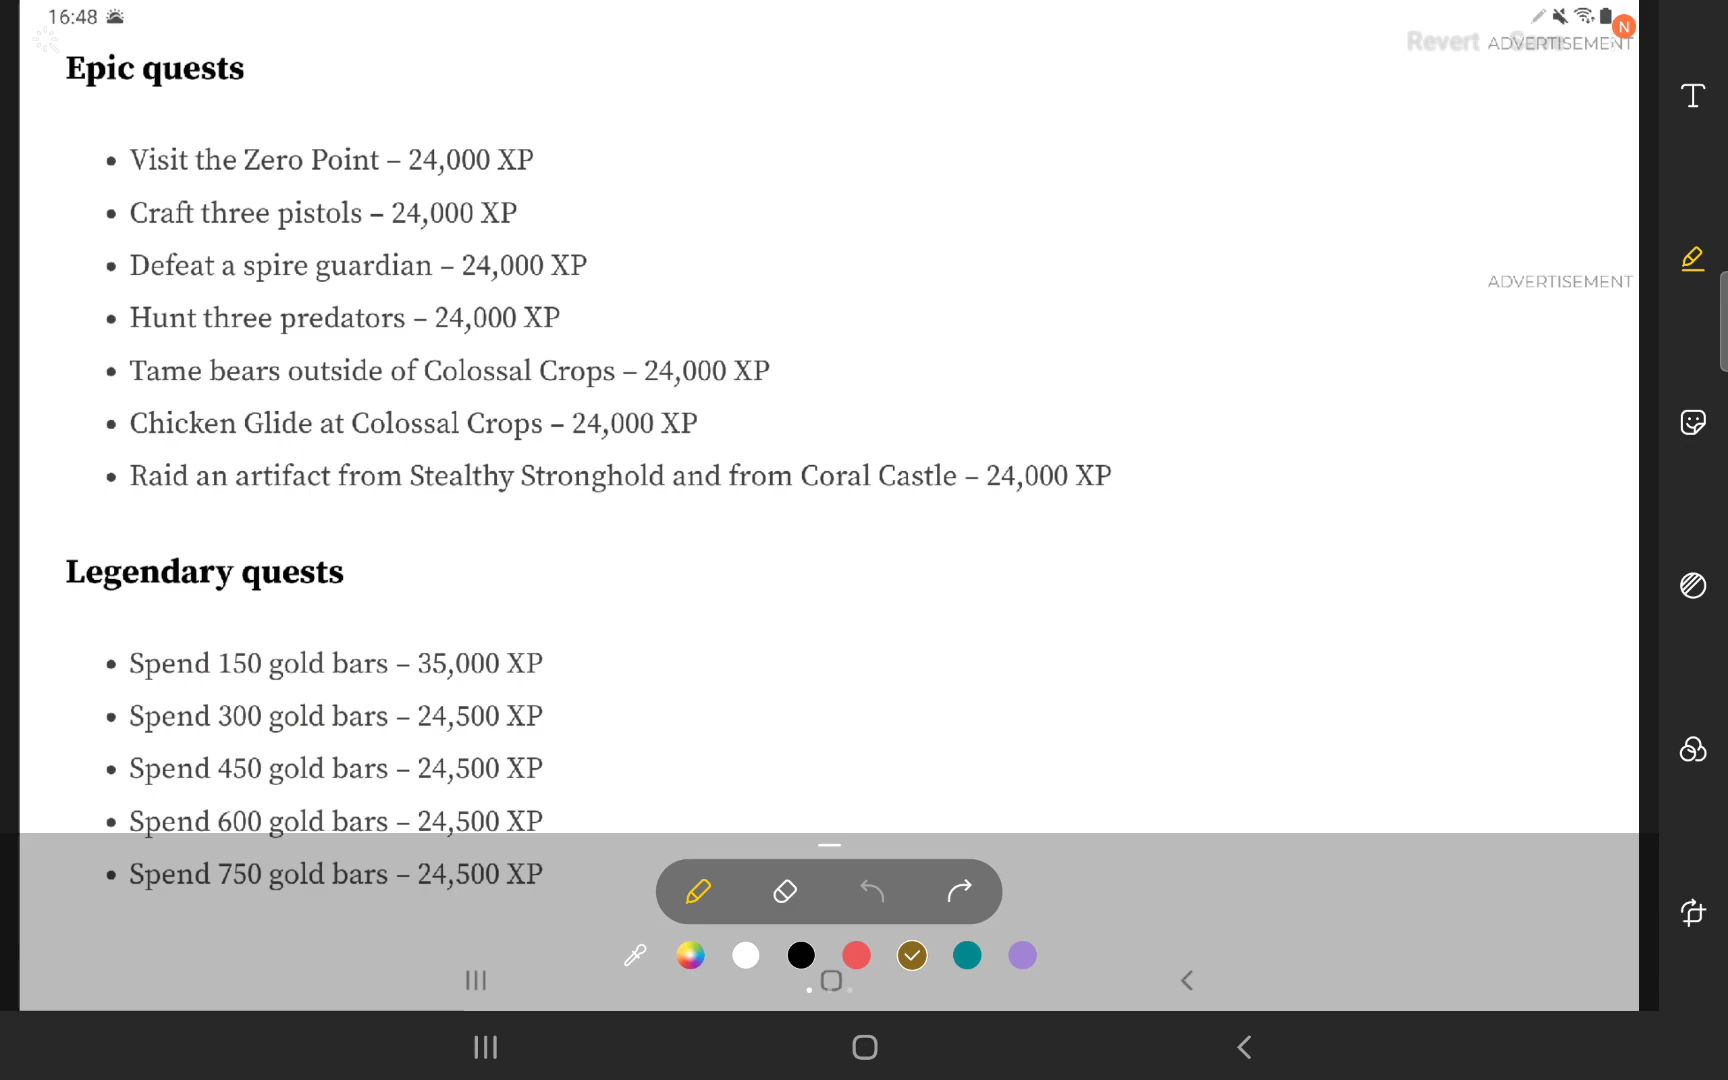 16:48
N
Revert
ADVERTISEMENT
Epic quests
• Visit the Zero Point – 24,000 XP
• Craft three pistols – 24,000 XP
• Defeat a spire guardian – 24,000 XP
ADVERTISEMENT
• Hunt three predators – 24,000 XP
• Tame bears outside of Colossal Crops – 24,000 XP
• Chicken Glide at Colossal Crops – 24,000 XP
• Raid an artifact from Stealthy Stronghold and from Coral Castle – 24,000 XP
Legendary quests
• Spend 150 gold bars – 35,000 XP
• Spend 300 gold bars – 24,500 XP
• Spend 450 gold bars – 24,500 XP
• Spend 600 gold bars – 24,500 XP
• Spend 750 gold bars – 24,500 XP